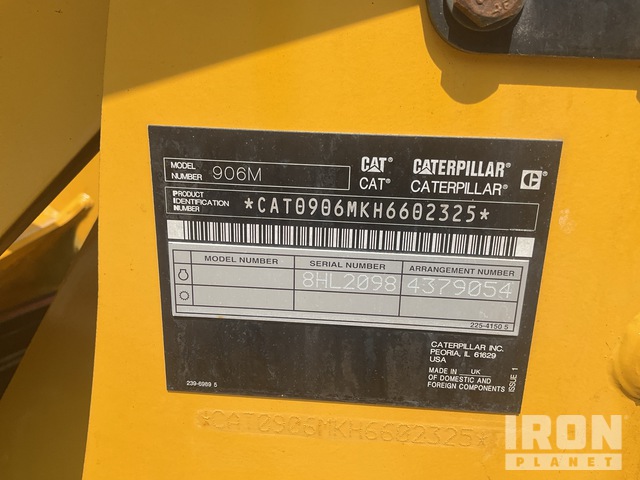 MODEL NUMBER 906M
CAT CATERPILLAR
CAT CATERPILLAR
PRODUCT IDENTIFICATION NUMBER *CAT0906MKH6602325*
MODEL NUMBER SERIAL NUMBER ARRANGEMENT NUMBER
8HL2098 4379054
225-4150 5
CATERPILLAR INC.
PEORIA, IL 61629
USA
MADE IN UK
OF DOMESTIC AND
FOREIGN COMPONENTS
ISSUE 1
239-6989 5
*CAT0906MKH6602325*
IRON
PLANET